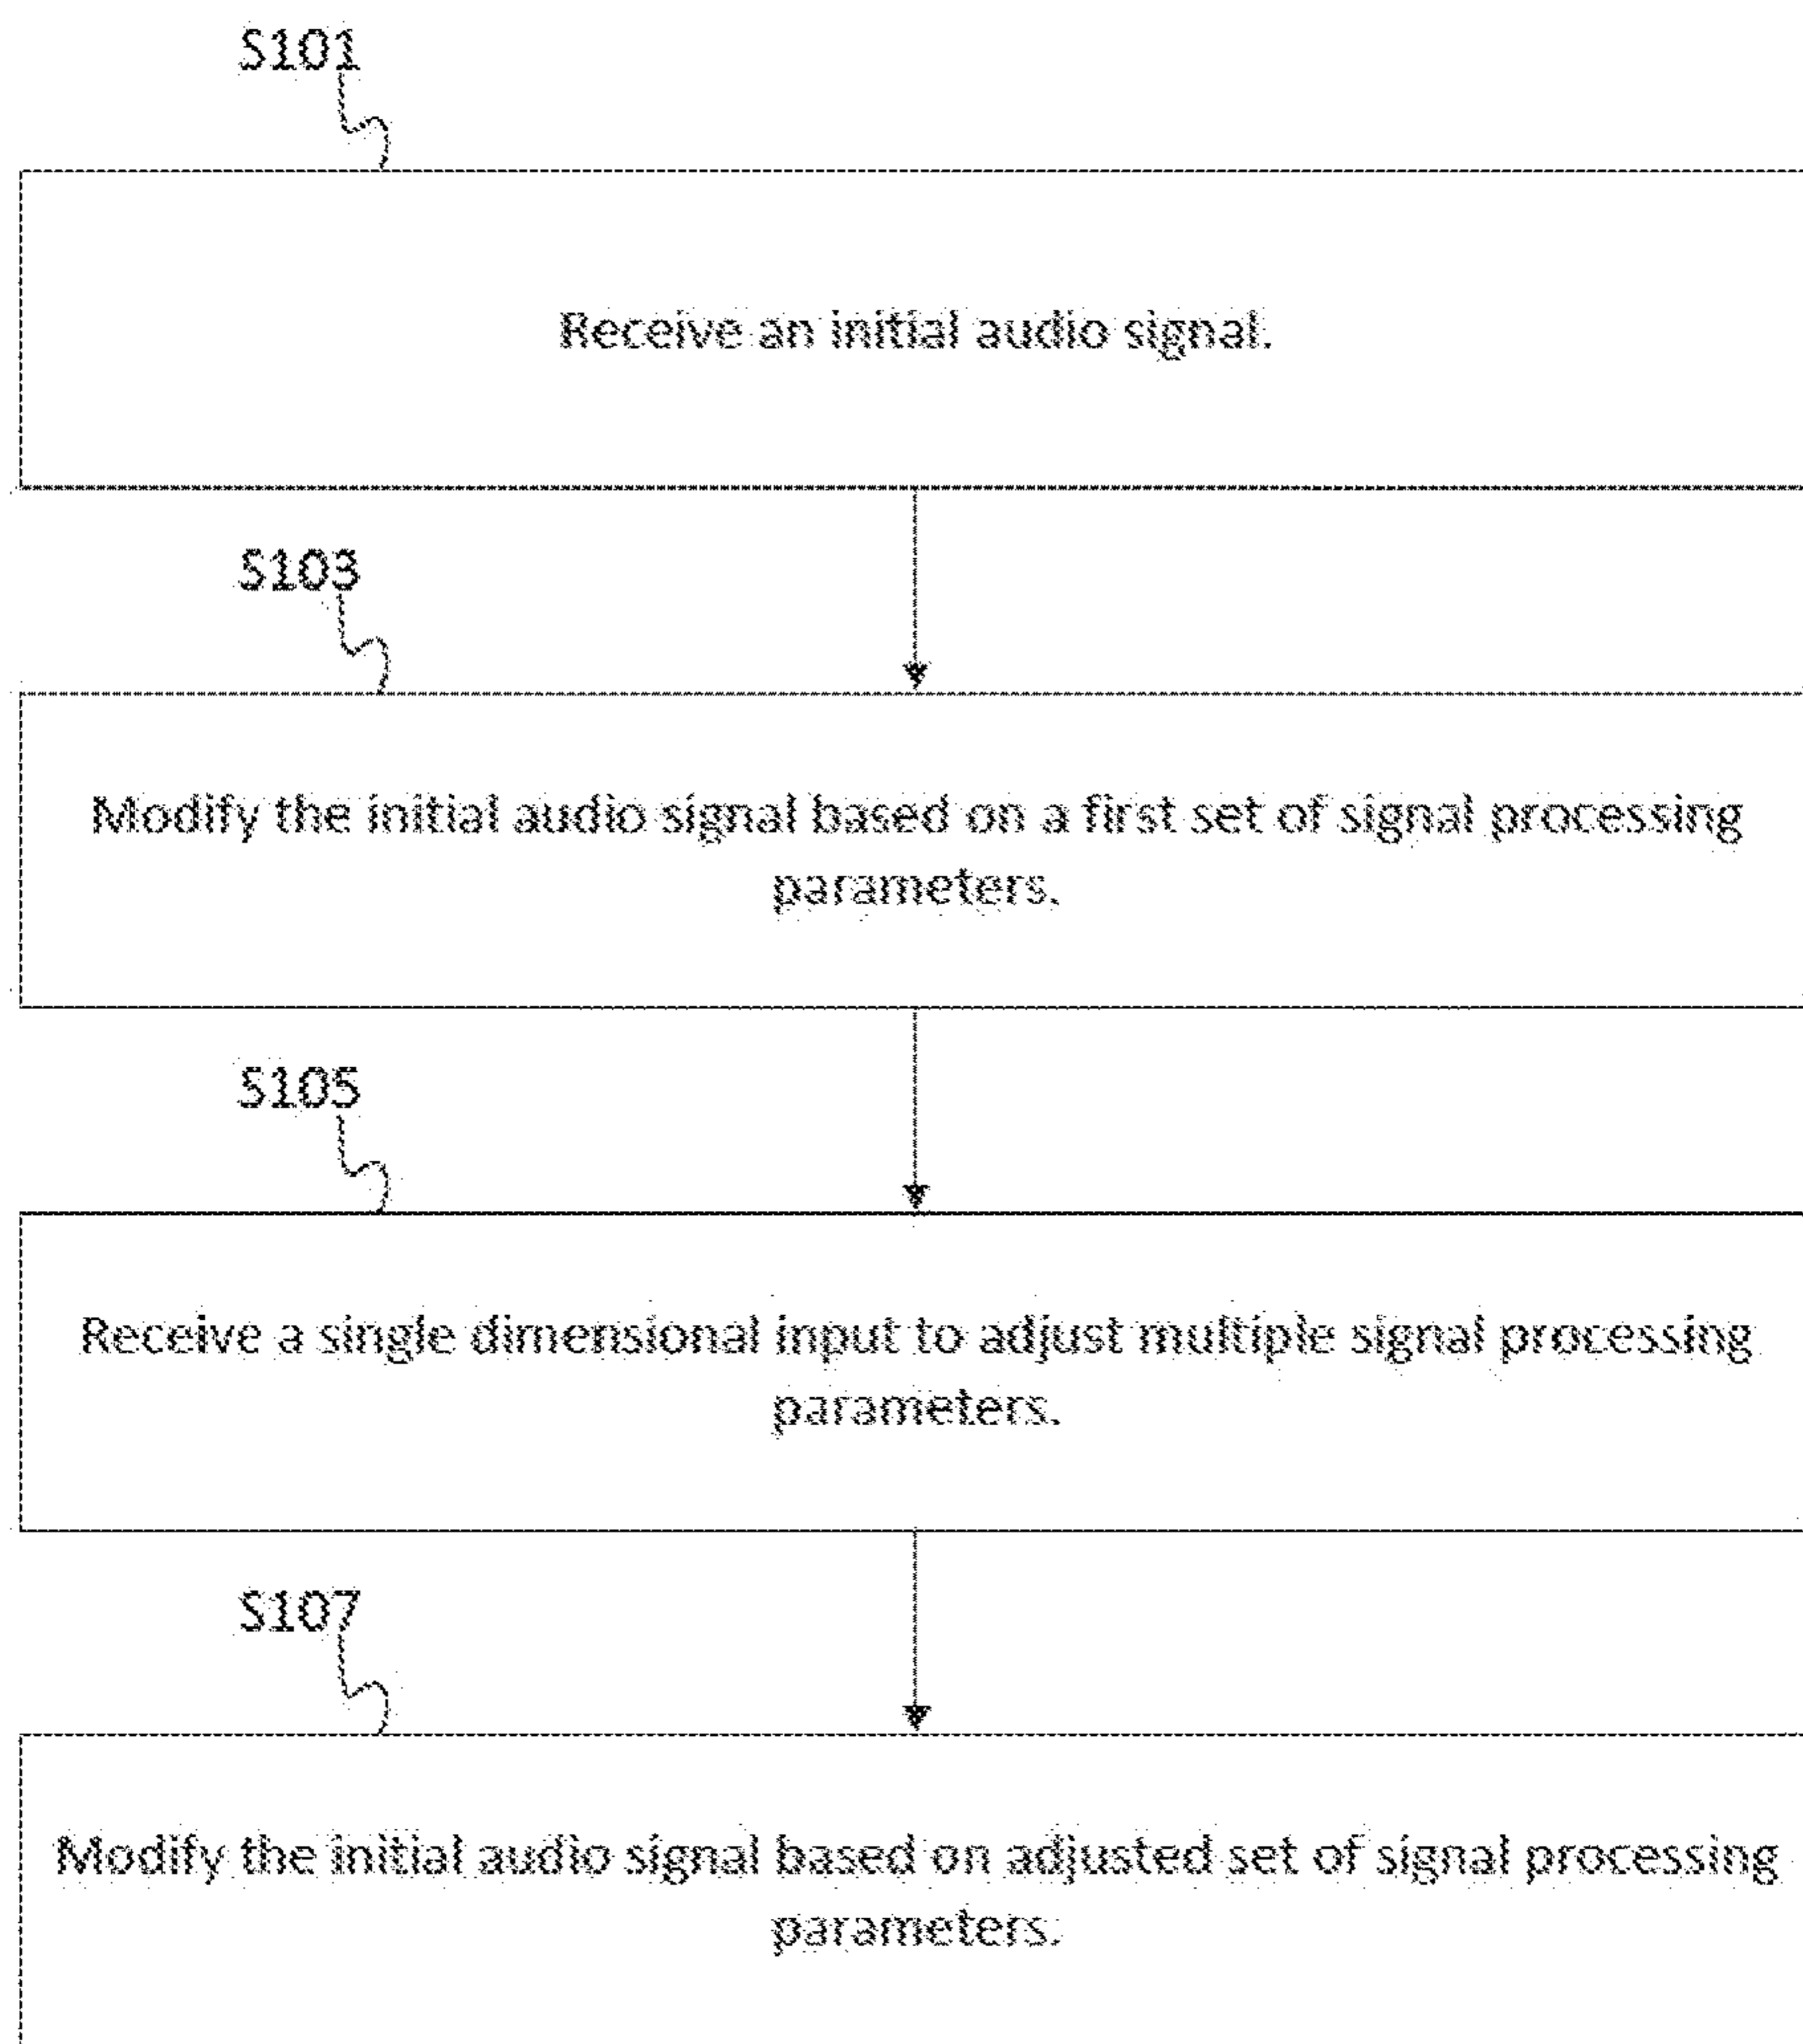 S101
Receive an initial audio signal.
S103
Modify the initial audio signal based on a first set of signal processing
parameters.
S105
Receive a single dimensional input to adjust multiple signal processing
parameters.
S107
Modify the initial audio signal based on adjusted set of signal processing
parameters.